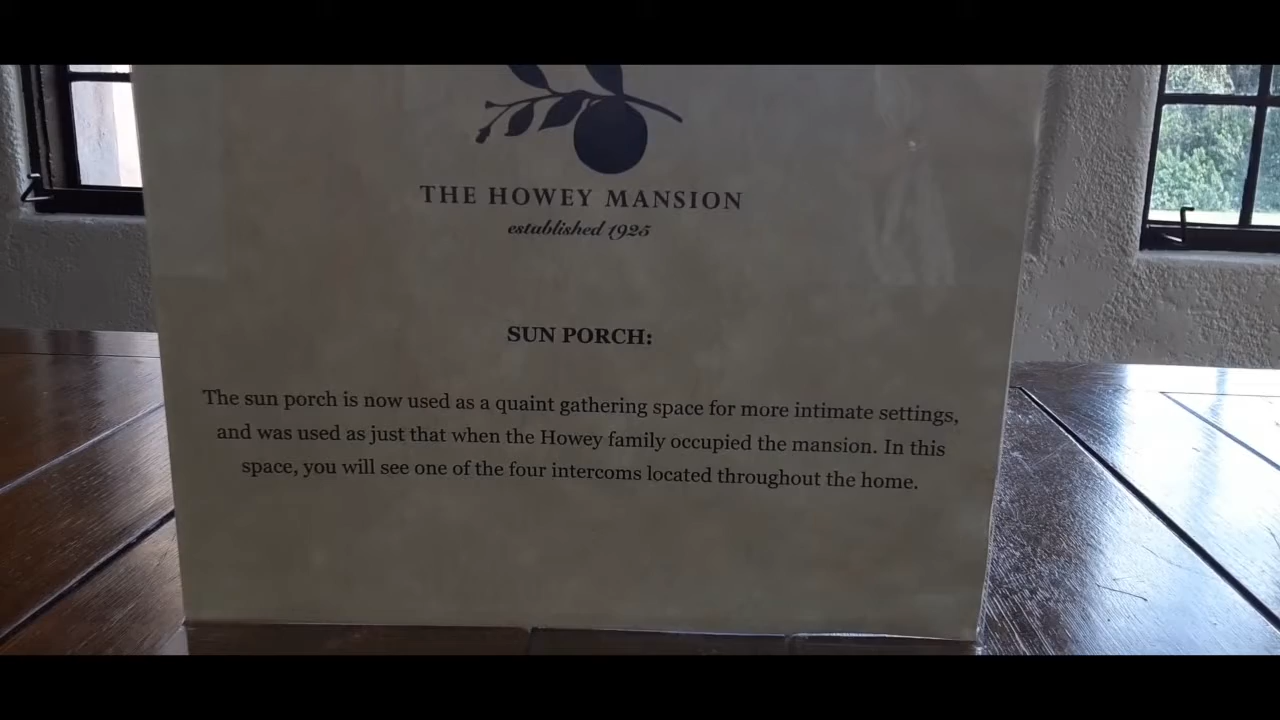 THE HOWEY MANSION
established 1925
SUN PORCH:
The sun porch is now used as a quaint gathering space for more intimate settings,
and was used as just that when the Howey family occupied the mansion. In this
space, you will see one of the four intercoms located throughout the home.